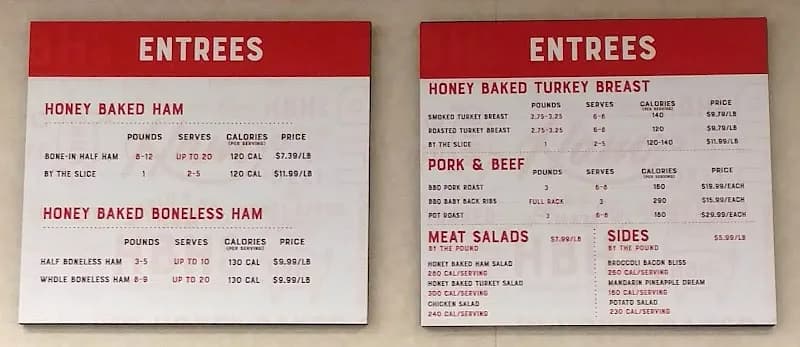 ENTREES
HONEY BAKED HAM
POUNDS SERVES CALORIES (PER SERVING) PRICE
BONE-IN HALF HAM 8-12 UP TO 20 120 CAL $7.39/LB
BY THE SLICE 1 2-5 120 CAL $11.99/LB
HONEY BAKED BONELESS HAM
POUNDS SERVES CALORIES (PER SERVING) PRICE
HALF BONELESS HAM 3-5 UP TO 10 130 CAL $9.99/LB
WHOLE BONELESS HAM 8-9 UP TO 20 130 CAL $9.99/LB
ENTREES
HONEY BAKED TURKEY BREAST
POUNDS SERVES CALORIES (PER SERVING) PRICE
SMOKED TURKEY BREAST 2.75-3.25 6-8 140 $9.79/LB
ROASTED TURKEY BREAST 2.75-3.25 6-8 120 $9.79/LB
BY THE SLICE 1 2-5 120-140 $11.99/LB
PORK & BEEF
POUNDS SERVES CALORIES (PER SERVING) PRICE
BBQ PORK ROAST 3 6-8 160 $19.99/EACH
BBQ BABY BACK RIBS FULL RACK 3 290 $15.99/EACH
POT ROAST 3 6-8 180 $29.99/EACH
MEAT SALADS $7.99/LB
BY THE POUND
HONEY BAKED HAM SALAD
280 CAL/SERVING
HONEY BAKED TURKEY SALAD
300 CAL/SERVING
CHICKEN SALAD
240 CAL/SERVING
SIDES $5.99/LB
BY THE POUND
BROCCOLI BACON BLISS
260 CAL/SERVING
MANDARIN PINEAPPLE DREAM
160 CAL/SERVING
POTATO SALAD
230 CAL/SERVING